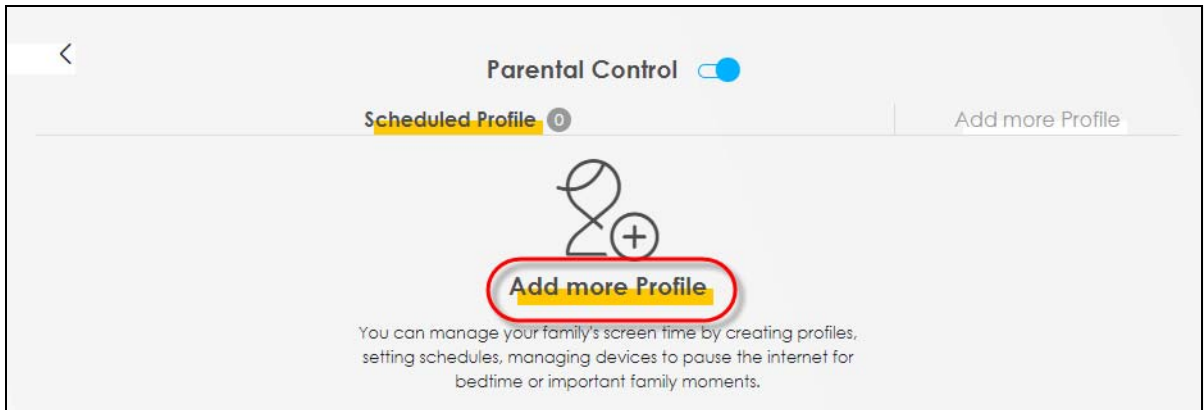 Parental Control
Scheduled Profile 0
Add more Profile
Add more Profile
You can manage your family's screen time by creating profiles,
setting schedules, managing devices to pause the internet for
bedtime or important family moments.